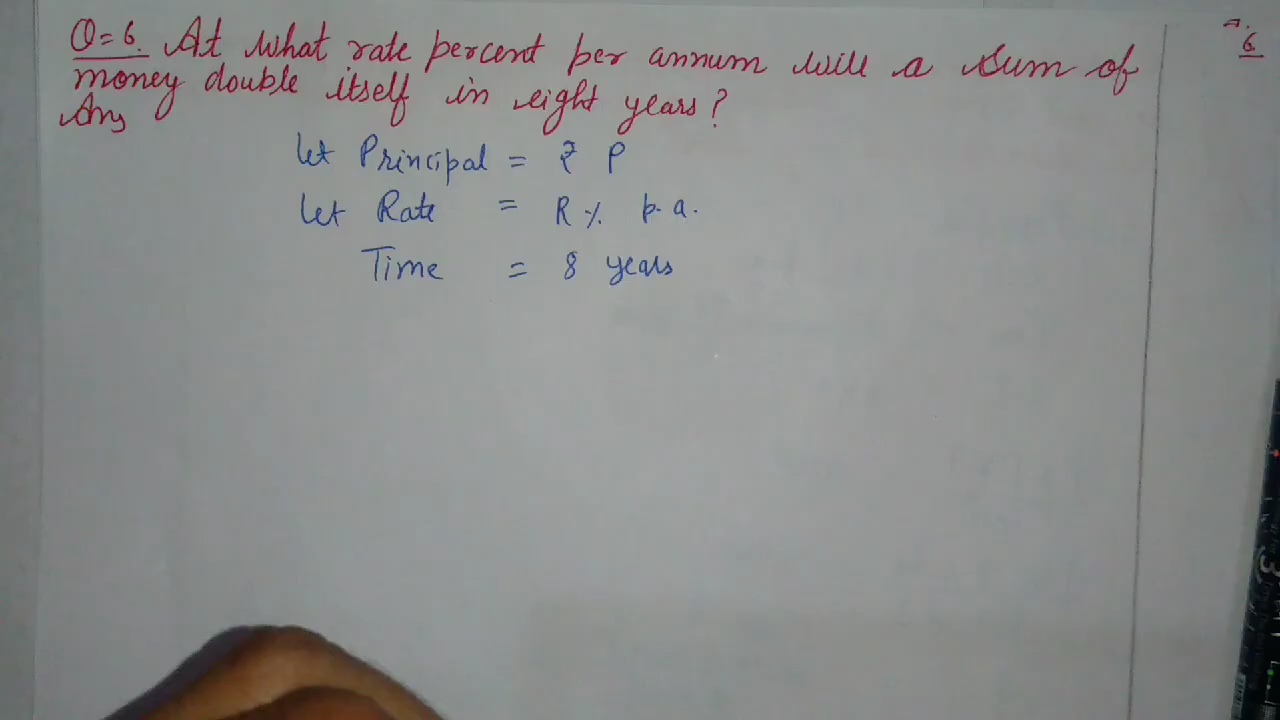 Q=6. At what rate percent per annum will a sum of
money double itself in eight years?
Ans
let Principal = ₹ P
let Rate = R % p.a.
Time = 8 years
6